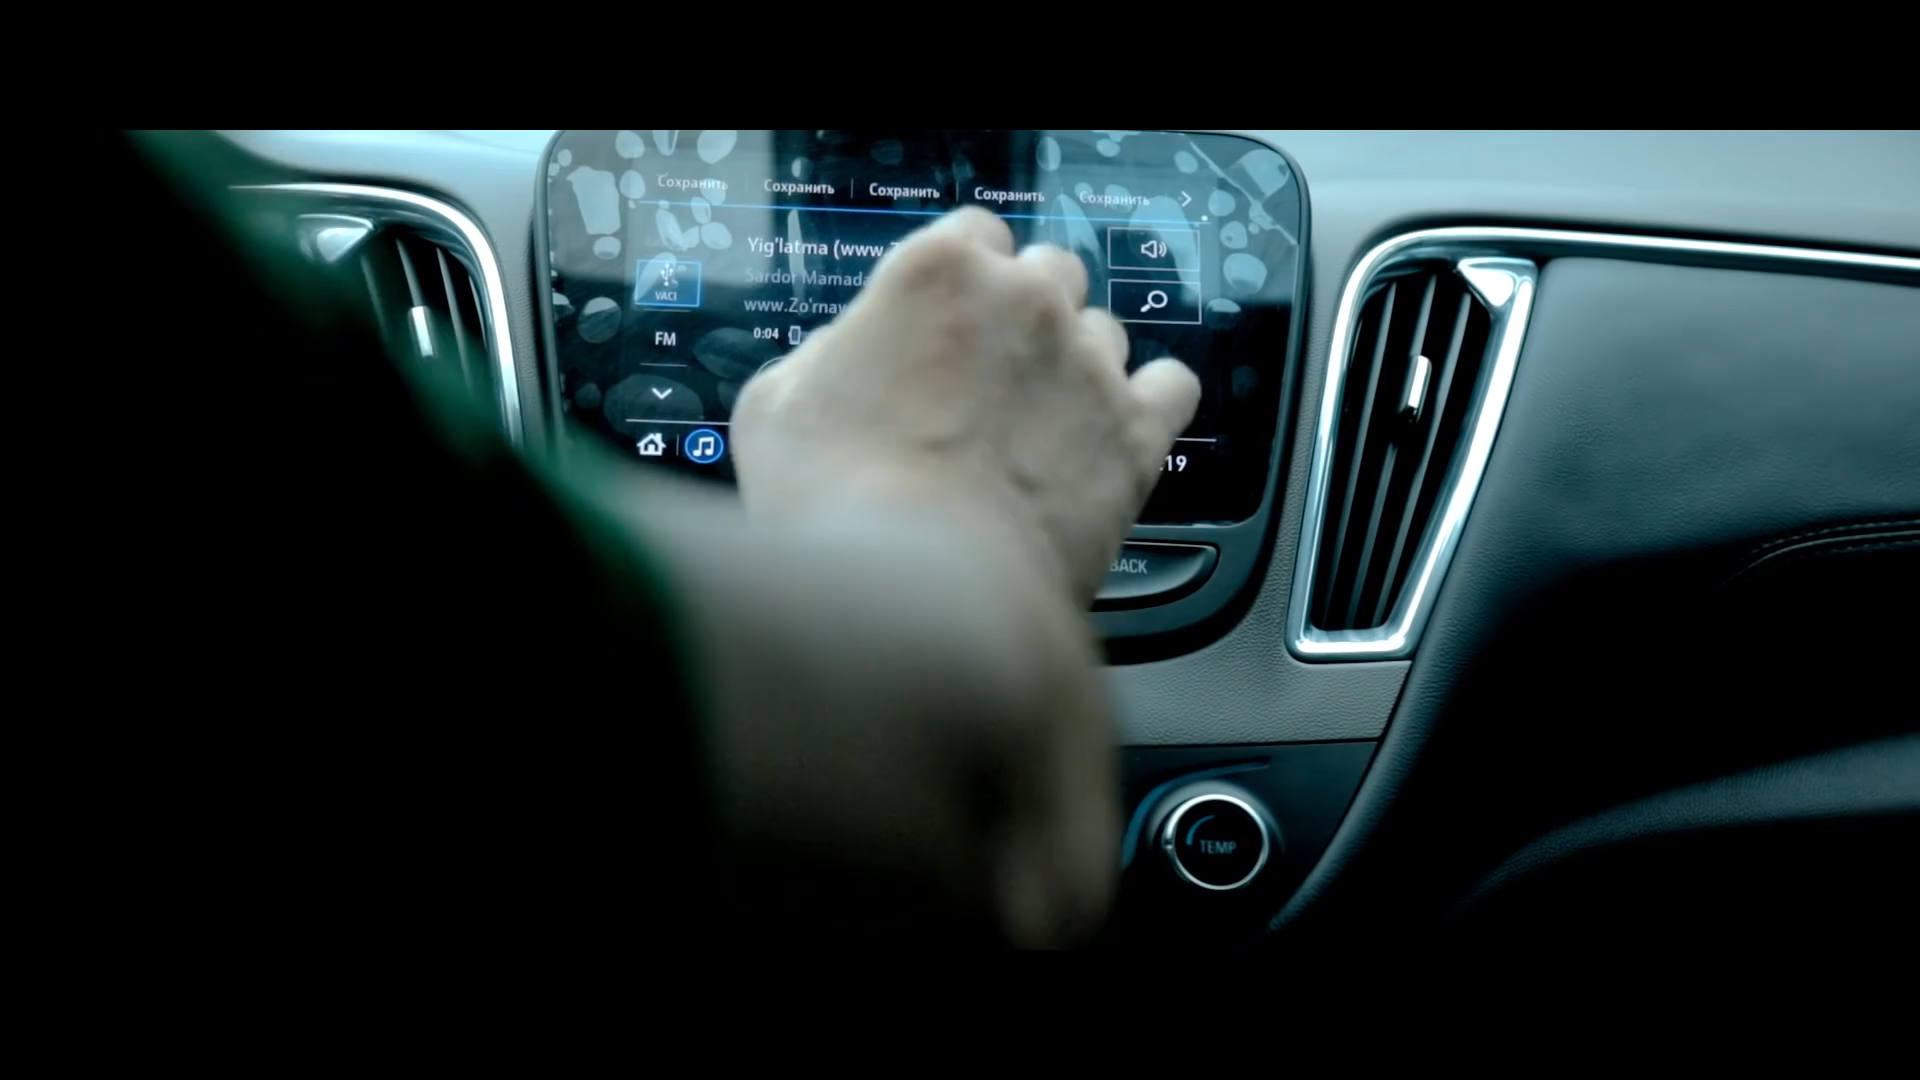 Сохранить Сохранить Сохранить Сохранить Сохранить
Yig'latma (www.
Sardor Mamada
VACI
www.Zo'rnav
FM
0:04
:19
BACK
TEMP